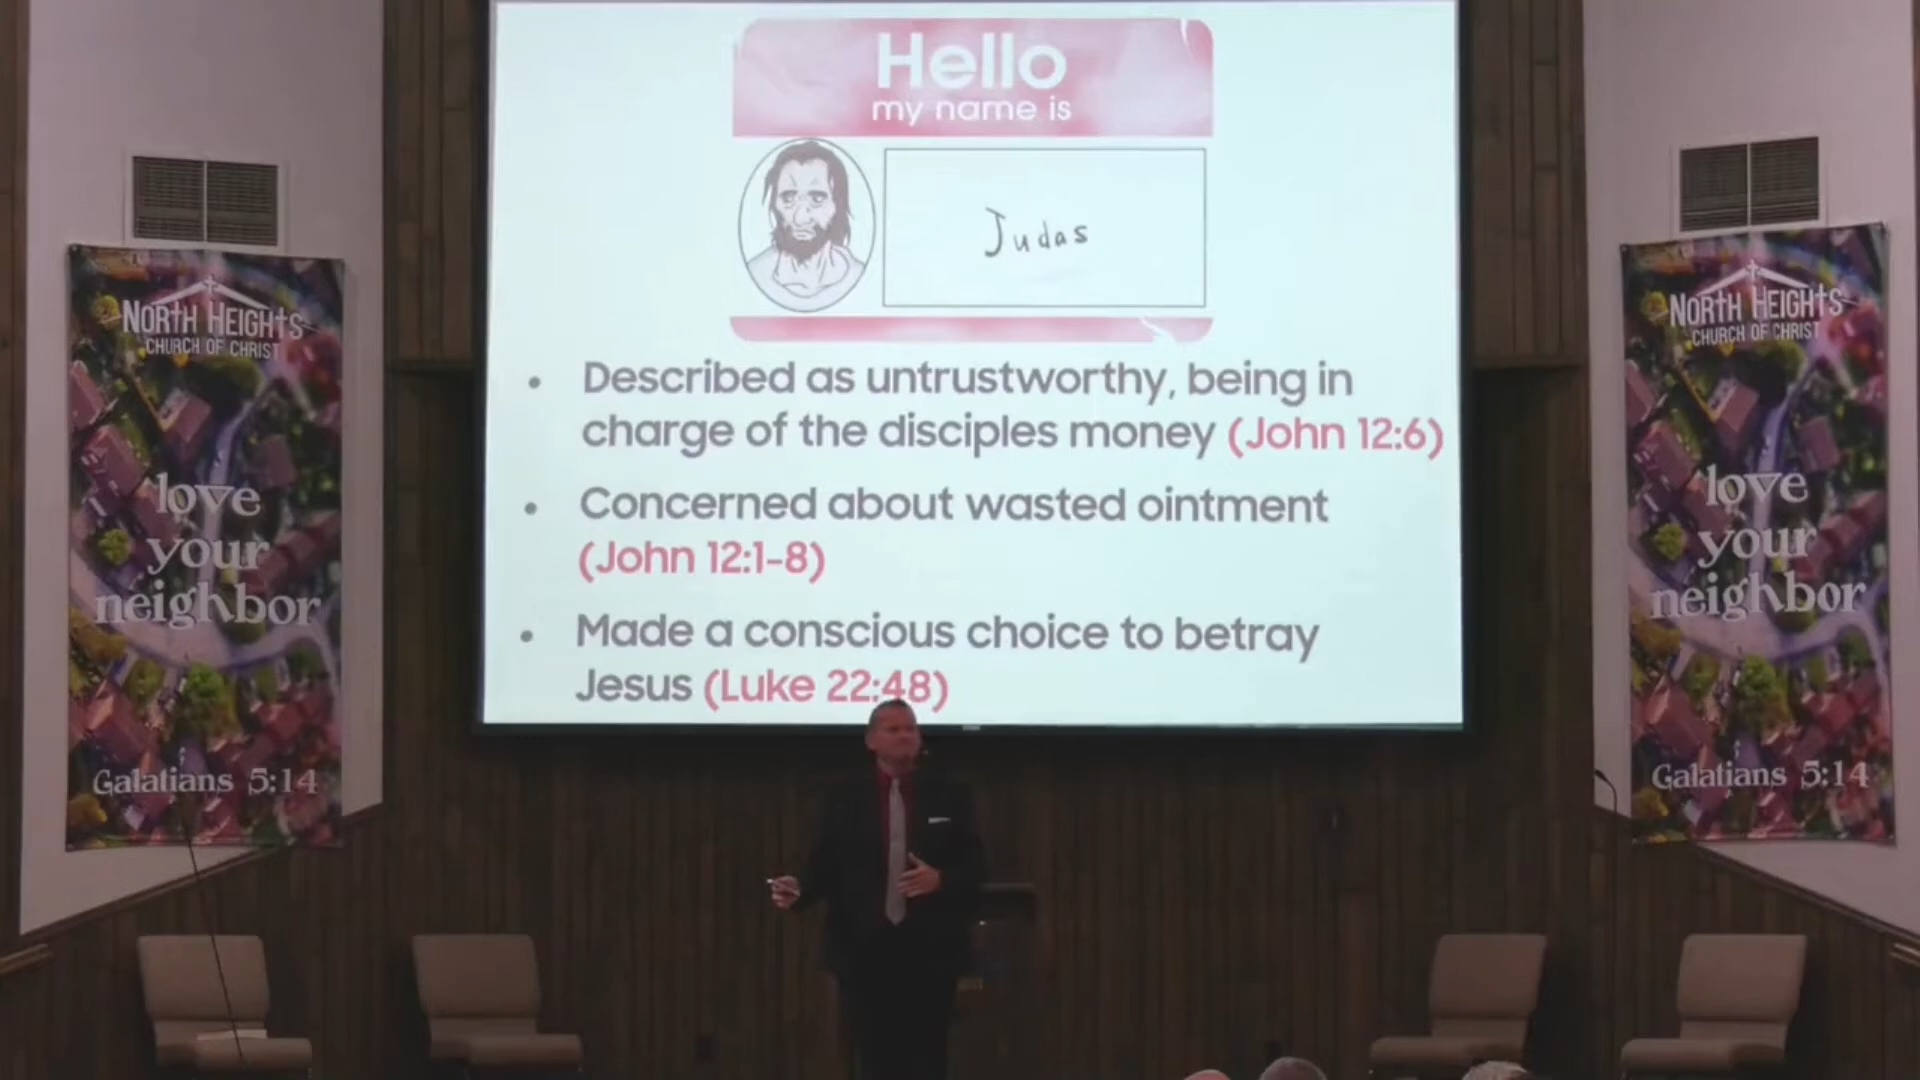 Hello
my name is
Judas
• Described as untrustworthy, being in
charge of the disciples money (John 12:6)
• Concerned about wasted ointment
(John 12:1-8)
• Made a conscious choice to betray
Jesus (Luke 22:48)
NORTH HEIGHTS
CHURCH OF CHRIST
love
your
neighbor
Galatians 5:14
NORTH HEIGHTS
CHURCH OF CHRIST
love
your
neighbor
Galatians 5:14